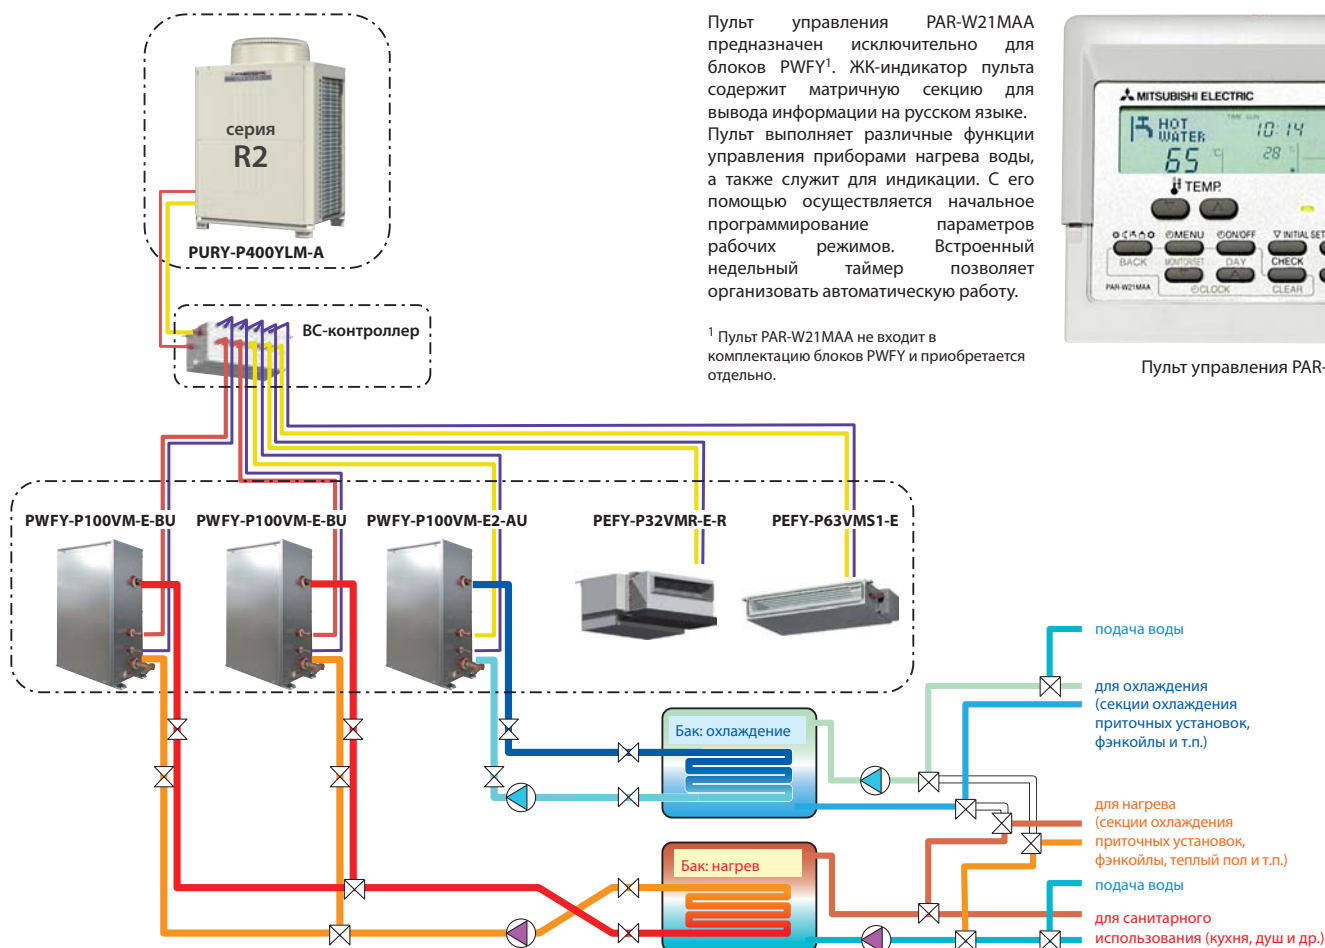 серия
R2
PURY-P400YLM-A
BC-контроллер
Пульт управления PAR-W21MAA
предназначен исключительно для
блоков PWFY¹. ЖК-индикатор пульта
содержит матричную секцию для
вывода информации на русском языке.
Пульт выполняет различные функции
управления приборами нагрева воды,
а также служит для индикации. С его
помощью осуществляется начальное
программирование параметров
рабочих режимов. Встроенный
недельный таймер позволяет
организовать автоматическую работу.
¹ Пульт PAR-W21MAA не входит в
комплектацию блоков PWFY и приобретается
отдельно.
MITSUBISHI ELECTRIC
HOT
WATER
TIME SUN
10:14
65 °C
28 °C
TEMP.
MENU
ON/OFF
INITIAL SET
BACK
MONITOR/SET
DAY
CHECK
PAR-W21MAA
CLOCK
CLEAR
Пульт управления PAR-
PWFY-P100VM-E-BU
PWFY-P100VM-E-BU
PWFY-P100VM-E2-AU
PEFY-P32VMR-E-R
PEFY-P63VMS1-E
Бак: охлаждение
Бак: нагрев
подача воды
для охлаждения
(секции охлаждения
приточных установок,
фэнкойлы и т.п.)
для нагрева
(секции охлаждения
приточных установок,
фэнкойлы, теплый пол и т.п.)
подача воды
для санитарного
использования (кухня, душ и др.)